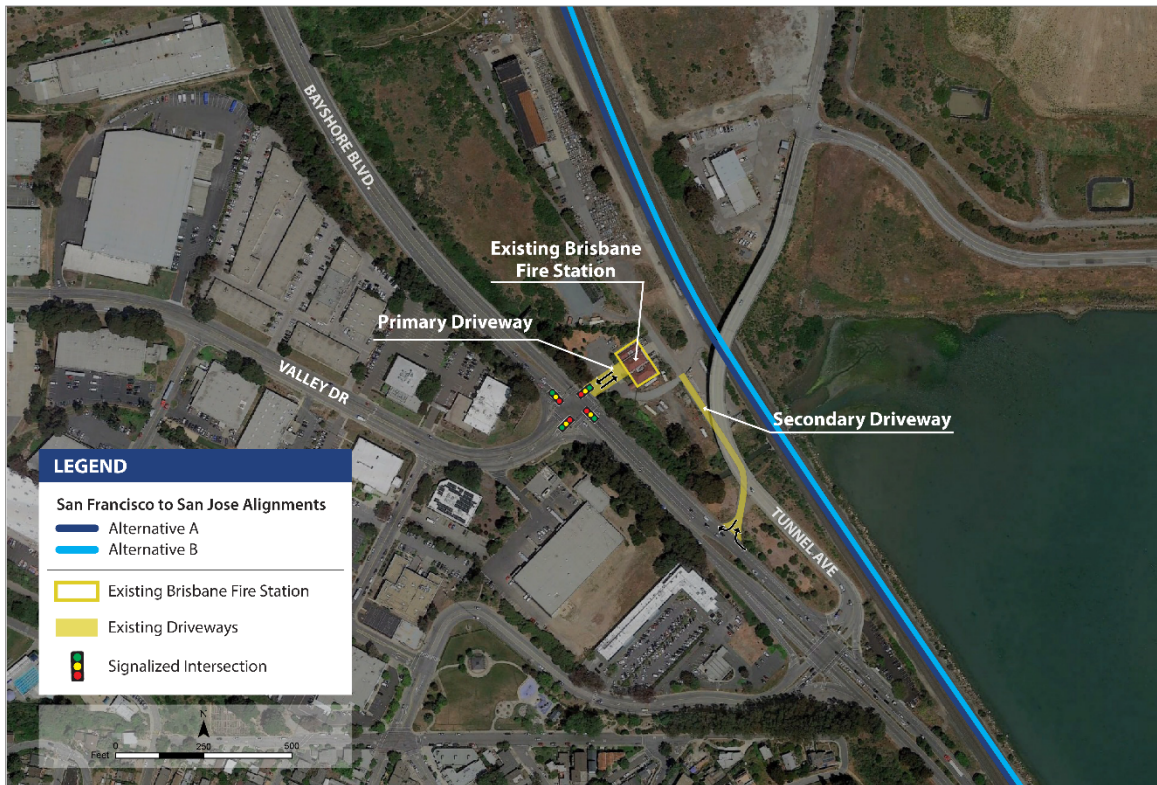 BAYSHORE BLVD.
Existing Brisbane
Fire Station
Primary Driveway
VALLEY DR
Secondary Driveway
TUNNEL AVE
LEGEND
San Francisco to San Jose Alignments
Alternative A
Alternative B
Existing Brisbane Fire Station
Existing Driveways
Signalized Intersection
N
Feet
0
250
500